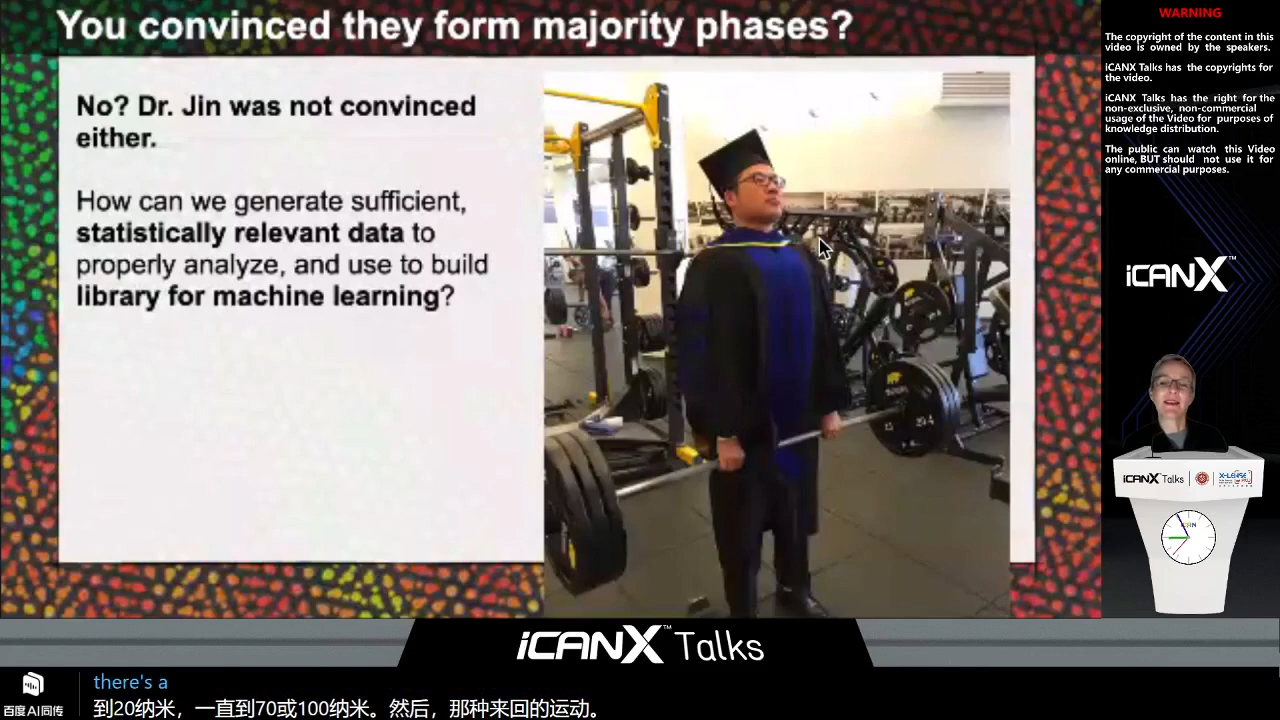 You convinced they form majority phases?
No? Dr. Jin was not convinced
either.
How can we generate sufficient,
statistically relevant data to
properly analyze, and use to build
library for machine learning?
WARNING
The copyright of the content in this
video is owned by the speakers.
iCANX Talks has the copyrights for
the video.
iCANX Talks has the right for the
non-exclusive, non-commercial
usage of the Video for purposes of
knowledge distribution.
The public can watch this Video
online, BUT should not use it for
any commercial purposes.
iCANX™
iCANX Talks
iCANX™ Talks
there's a
到20纳米，一直到70或100纳米。然后，那种来回的运动。
百度AI同传